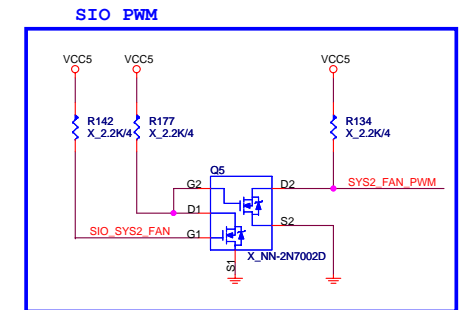 SIO PWM
VCC5 VCC5 VCC5
R142 R177 R134
X_2.2K/4 X_2.2K/4 X_2.2K/4
Q5
G2 D2 SYS2_FAN_PWM
D1 S2
SIO_SYS2_FAN G1
S1 X_NN-2N7002D